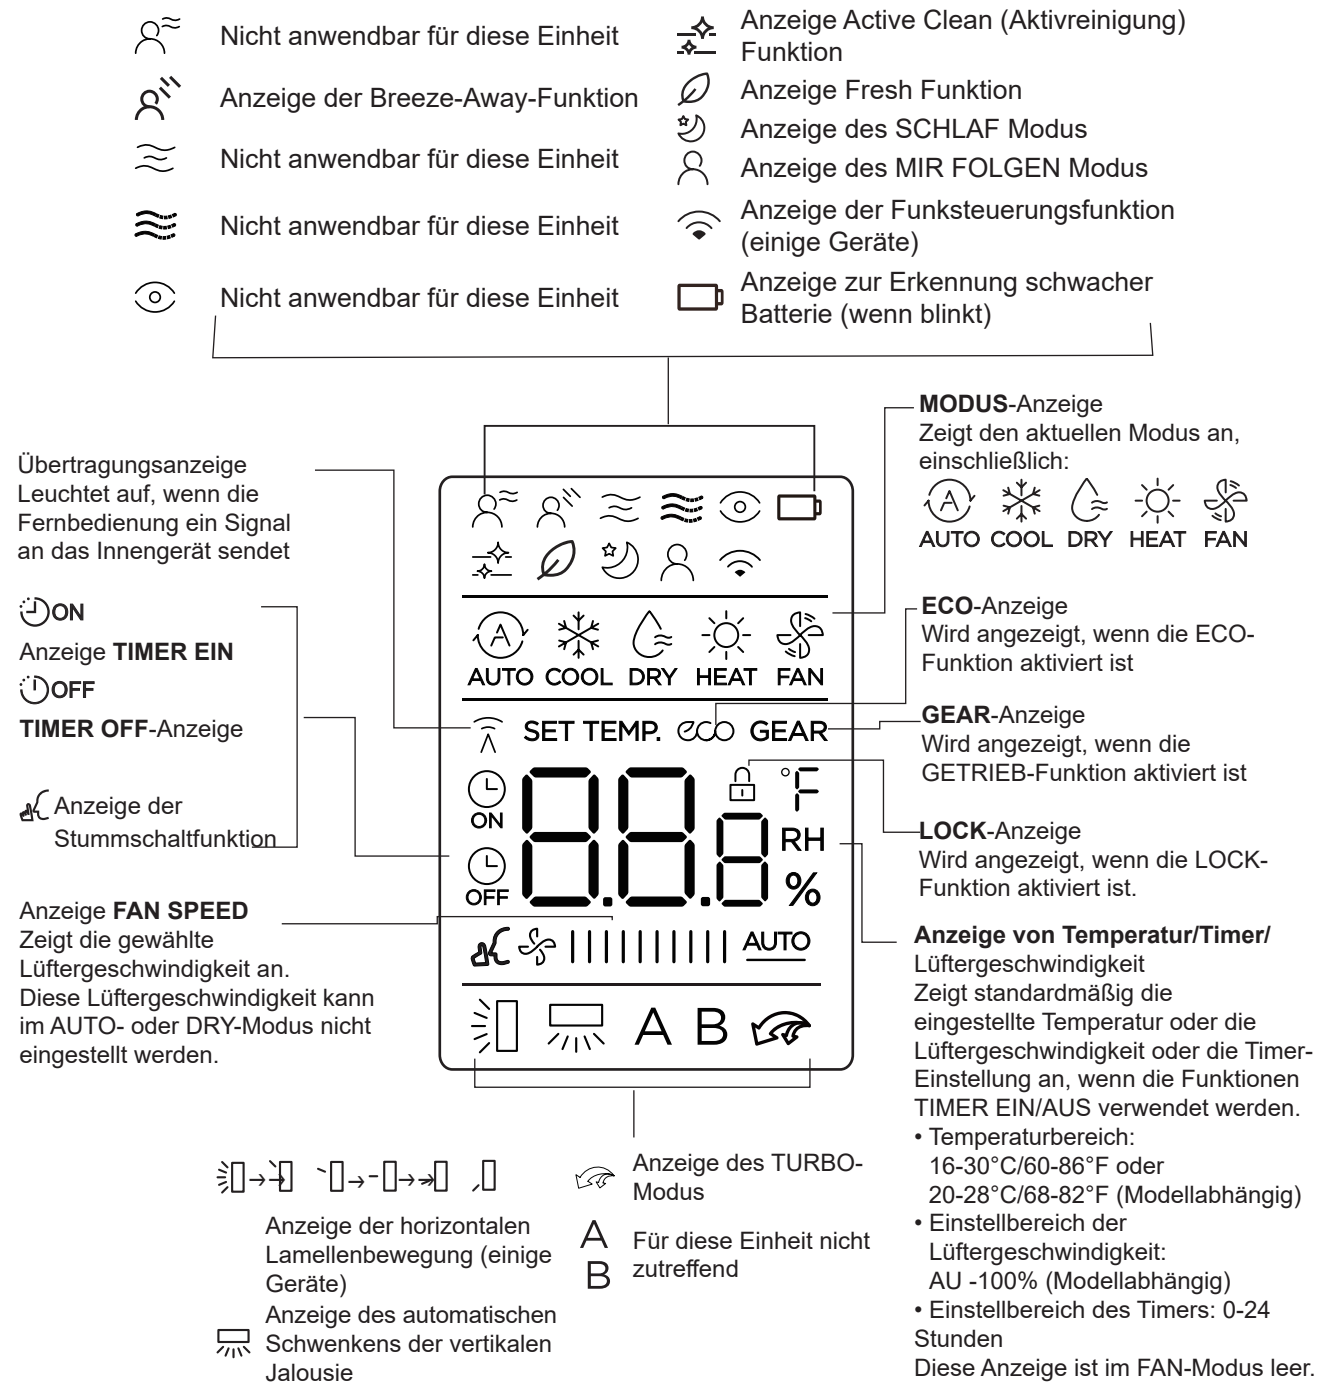 Nicht anwendbar für diese Einheit
Anzeige der Breeze-Away-Funktion
Nicht anwendbar für diese Einheit
Nicht anwendbar für diese Einheit
Nicht anwendbar für diese Einheit
Anzeige Active Clean (Aktivreinigung)
Funktion
Anzeige Fresh Funktion
Anzeige des SCHLAF Modus
Anzeige des MIR FOLGEN Modus
Anzeige der Funksteuerungsfunktion
(einige Geräte)
Anzeige zur Erkennung schwacher
Batterie (wenn blinkt)
Übertragungsanzeige
Leuchtet auf, wenn die
Fernbedienung ein Signal
an das Innengerät sendet
ON
Anzeige TIMER EIN
OFF
TIMER OFF-Anzeige
Anzeige der
Stummschaltfunktion
Anzeige FAN SPEED
Zeigt die gewählte
Lüftergeschwindigkeit an.
Diese Lüftergeschwindigkeit kann
im AUTO- oder DRY-Modus nicht
eingestellt werden.
A
AUTO COOL DRY HEAT FAN
SET TEMP. eco GEAR
ON
OFF
88.8
°F
RH
%
AUTO
A B
MODUS-Anzeige
Zeigt den aktuellen Modus an,
einschließlich:
A
AUTO COOL DRY HEAT FAN
ECO-Anzeige
Wird angezeigt, wenn die ECO-
Funktion aktiviert ist
GEAR-Anzeige
Wird angezeigt, wenn die
GETRIEB-Funktion aktiviert ist
LOCK-Anzeige
Wird angezeigt, wenn die LOCK-
Funktion aktiviert ist.
Anzeige von Temperatur/Timer/
Lüftergeschwindigkeit
Zeigt standardmäßig die
eingestellte Temperatur oder die
Lüftergeschwindigkeit oder die Timer-
Einstellung an, wenn die Funktionen
TIMER EIN/AUS verwendet werden.
• Temperaturbereich:
16-30°C/60-86°F oder
20-28°C/68-82°F (Modellabhängig)
• Einstellbereich der
Lüftergeschwindigkeit:
AU -100% (Modellabhängig)
• Einstellbereich des Timers: 0-24
Stunden
Diese Anzeige ist im FAN-Modus leer.
Anzeige der horizontalen
Lamellenbewegung (einige
Geräte)
Anzeige des automatischen
Schwenkens der vertikalen
Jalousie
Anzeige des TURBO-
Modus
A
B
Für diese Einheit nicht
zutreffend